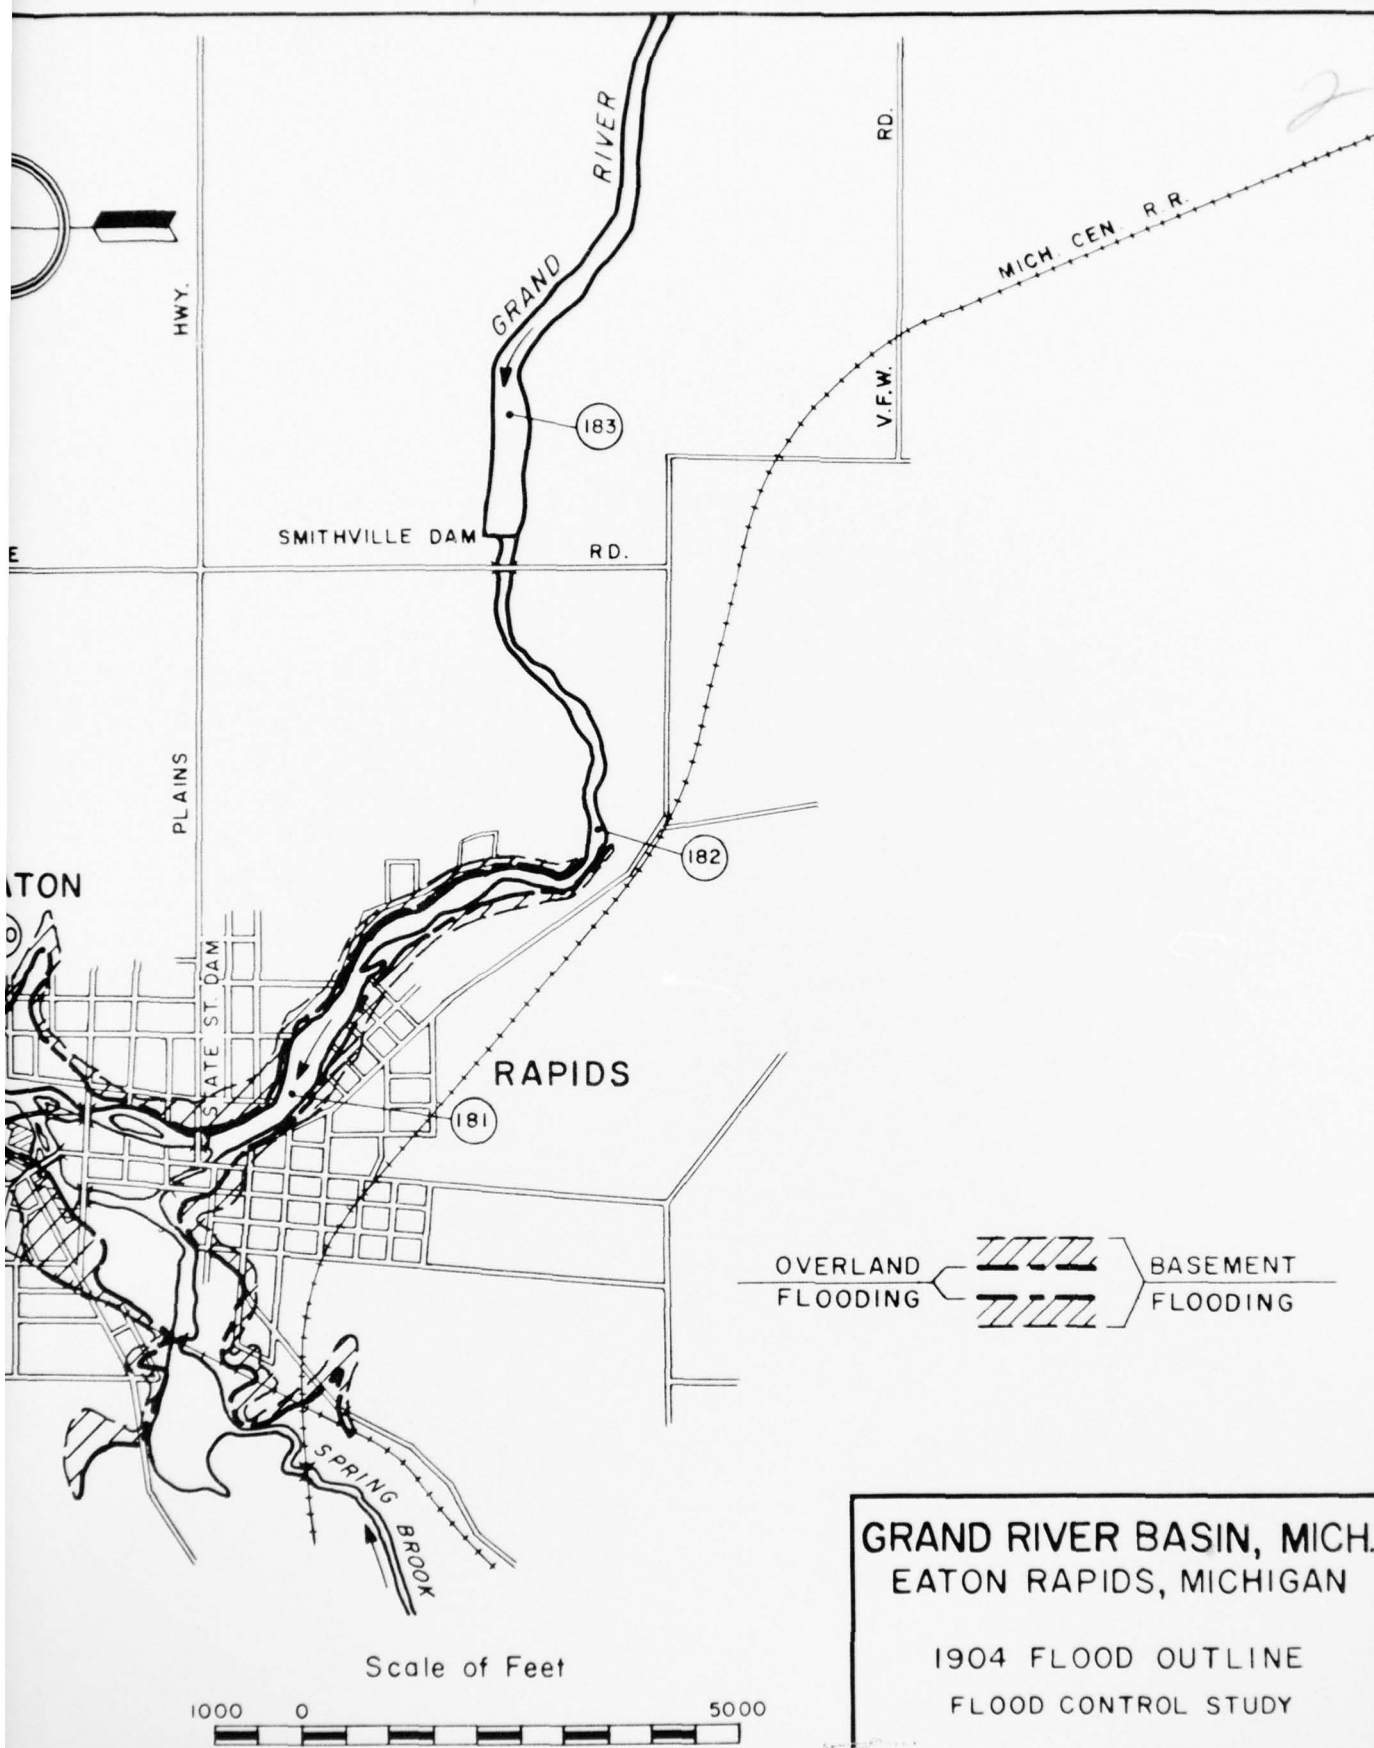 2
RIVER
RD.
MICH. CEN. R.R.
GRAND
HWY.
V.F.W.
183
SMITHVILLE DAM
RD.
E
PLAINS
182
ATON
0
STATE ST. DAM
RAPIDS
181
OVERLAND
FLOODING
BASEMENT
FLOODING
SPRING
BROOK
GRAND RIVER BASIN, MICH.
EATON RAPIDS, MICHIGAN
1904 FLOOD OUTLINE
FLOOD CONTROL STUDY
Scale of Feet
1000 0 5000